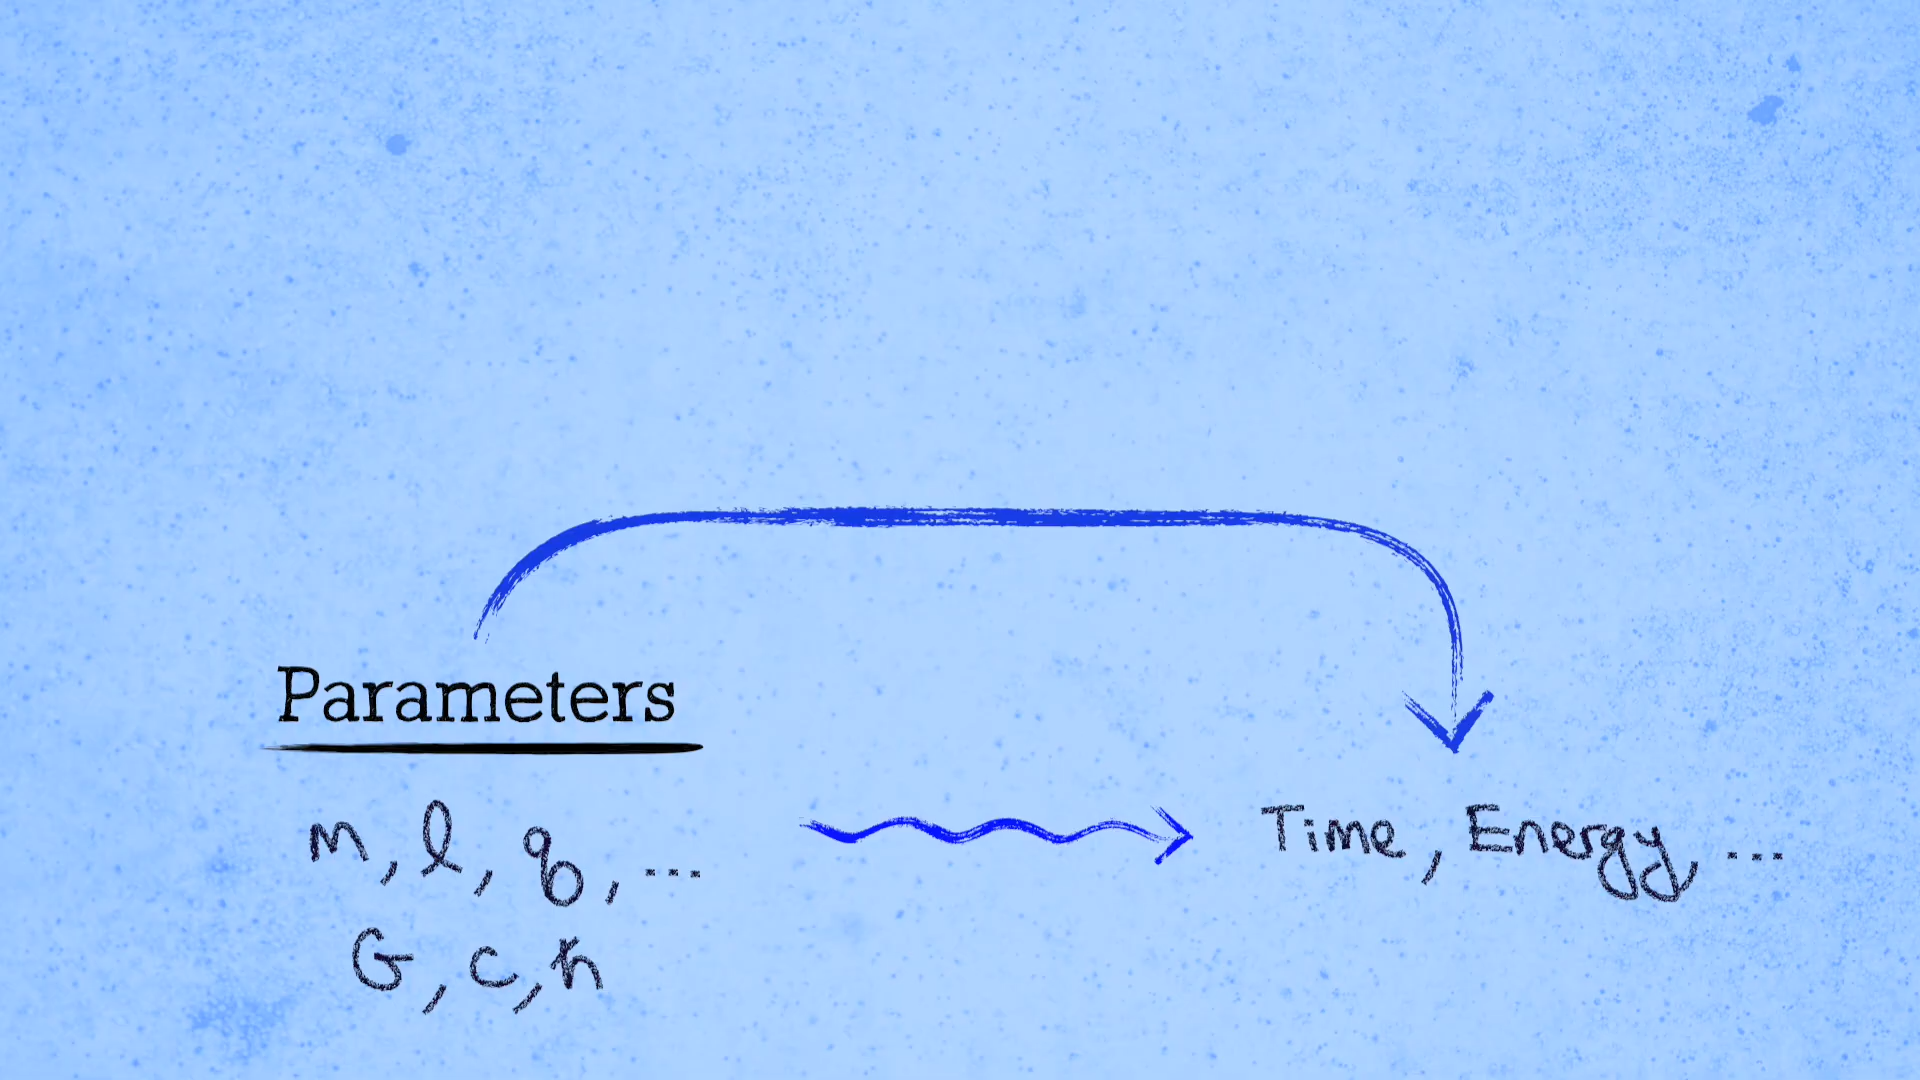 Parameters
m, l, q, ...
Time, Energy, ...
G, c, ħ